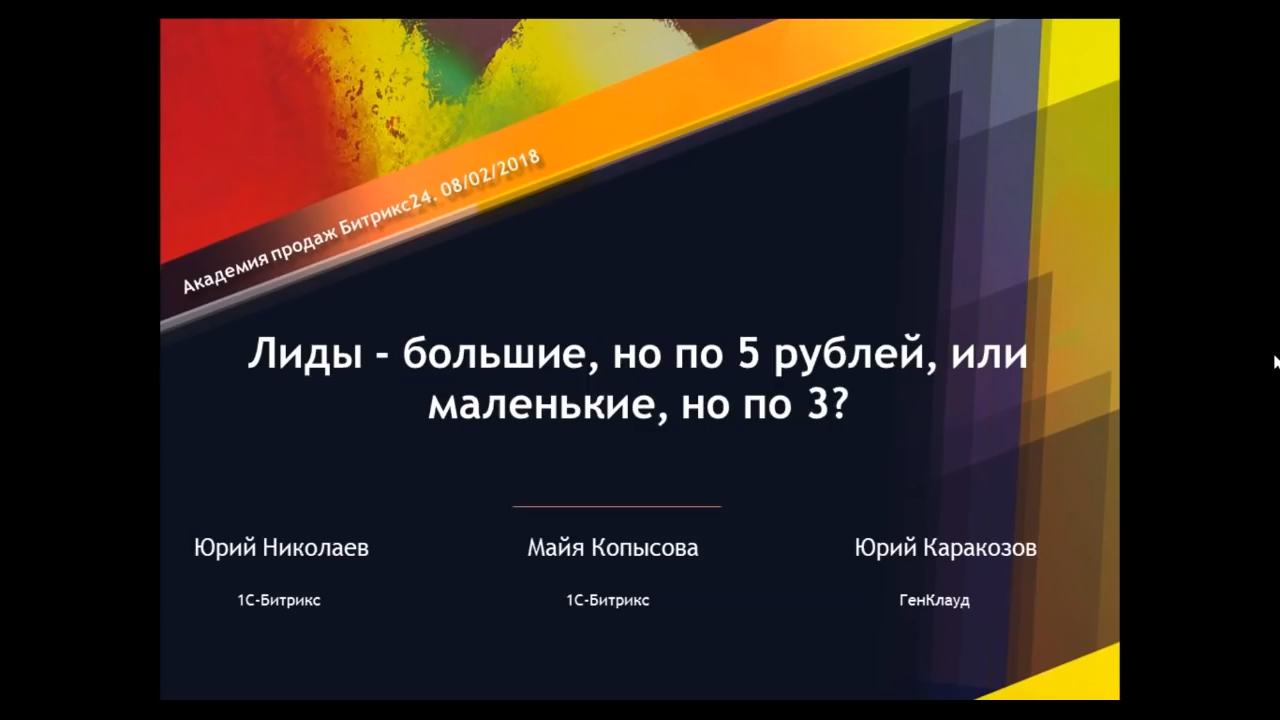 Академия продаж Битрикс24. 08/02/2018
Лиды - большие, но по 5 рублей, или
маленькие, но по 3?
Юрий Николаев
Майя Копысова
Юрий Каракозов
1С-Битрикс
1С-Битрикс
ГенКлауд